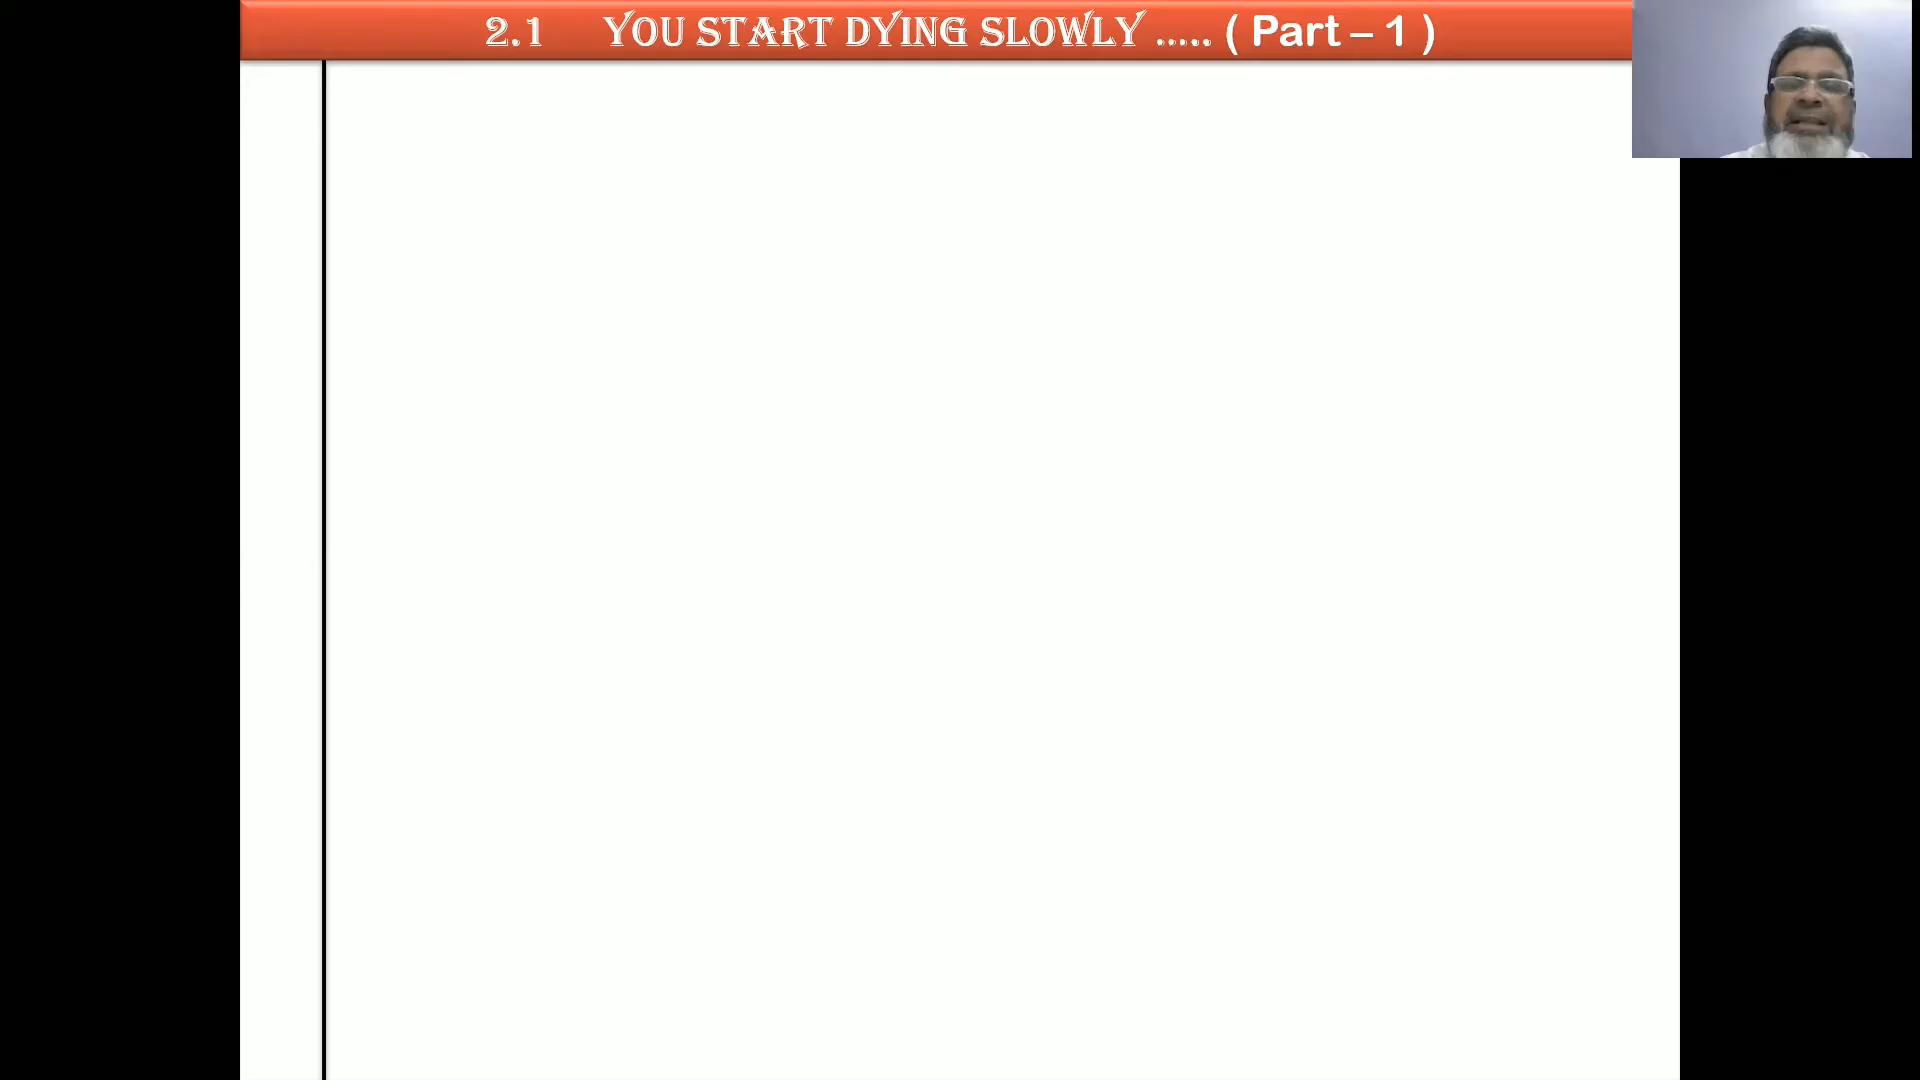 2.1 YOU START DYING SLOWLY ..... ( Part – 1 )